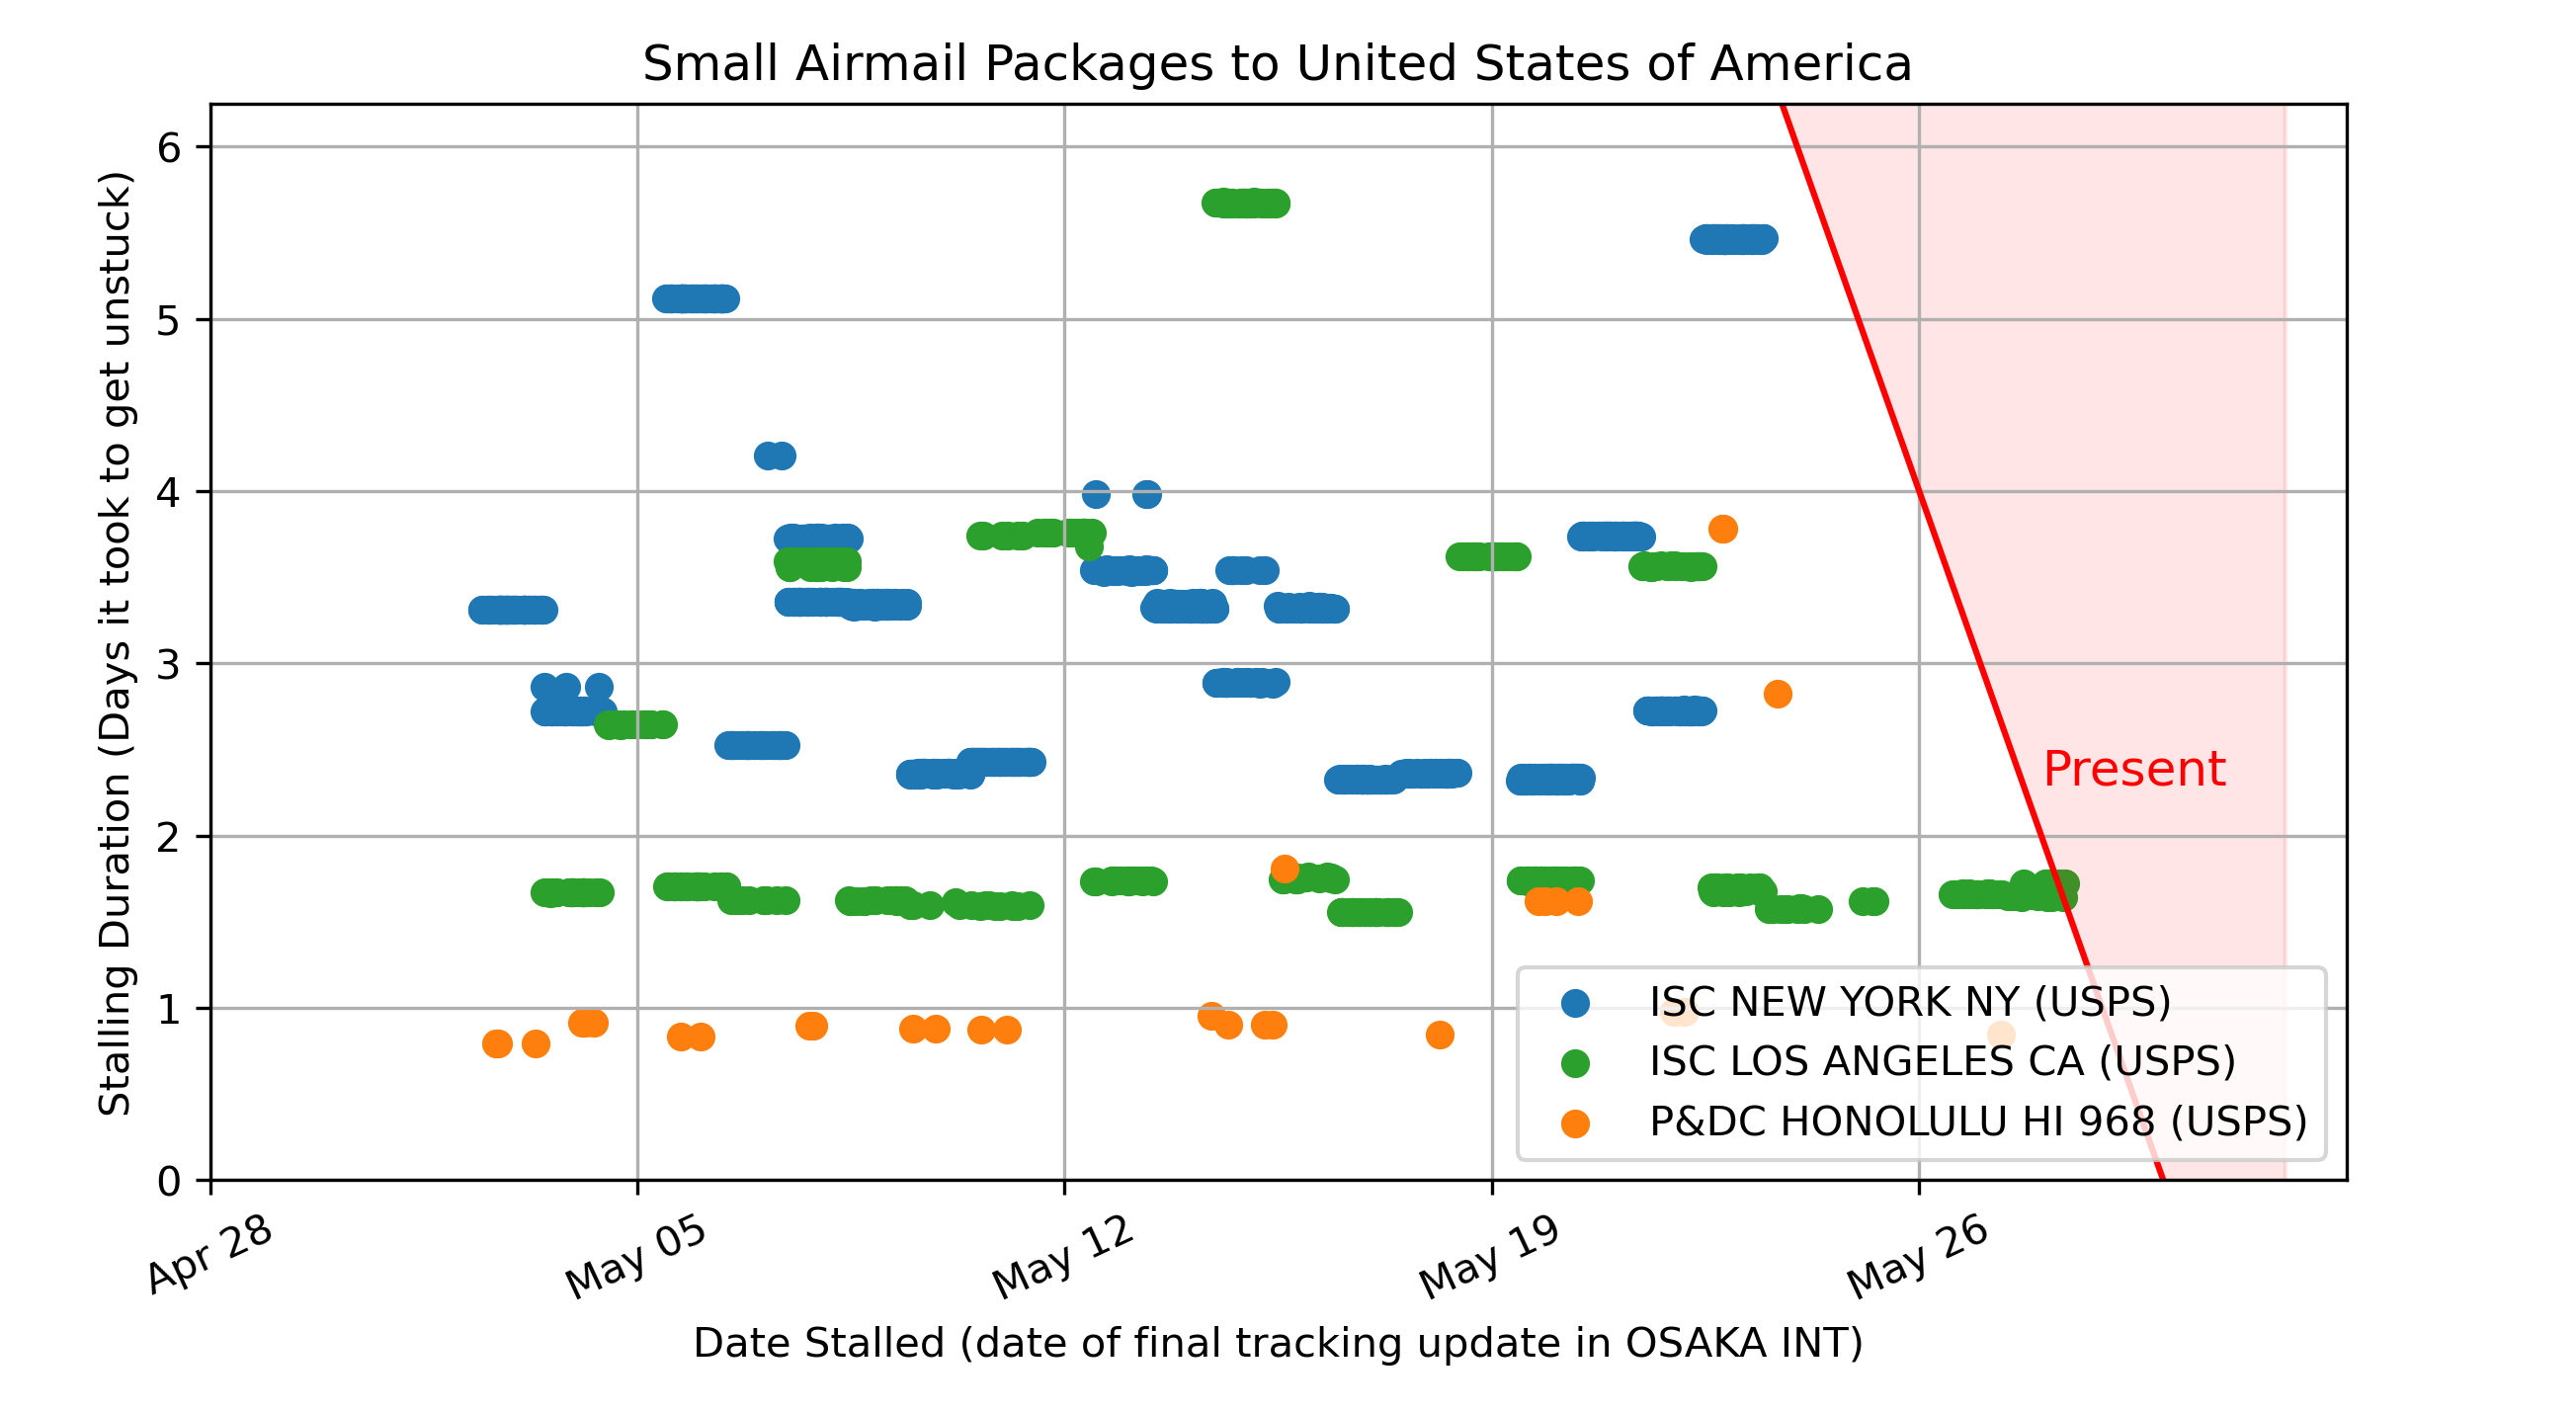 Small Airmail Packages to United States of America
Stalling Duration (Days it took to get unstuck)
6
5
4
3
2
1
0
Present
ISC NEW YORK NY (USPS)
ISC LOS ANGELES CA (USPS)
P&DC HONOLULU HI 968 (USPS)
Apr 28
May 05
May 12
May 19
May 26
Date Stalled (date of final tracking update in OSAKA INT)